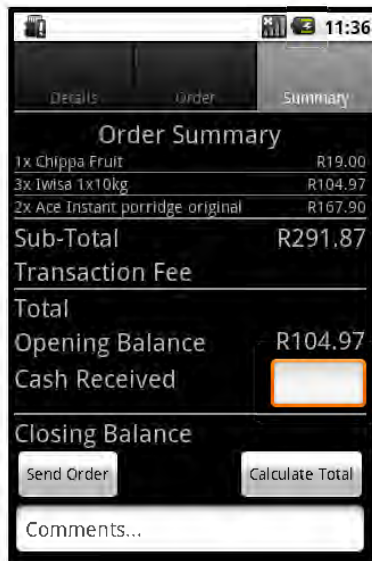 11:36
Details Order Summary
Order Summary
1x Chippa Fruit R19.00
3x Iwisa 1x10kg R104.97
2x Ace Instant porridge original R167.90
Sub-Total R291.87
Transaction Fee
Total
Opening Balance R104.97
Cash Received
Closing Balance
Send Order Calculate Total
Comments...